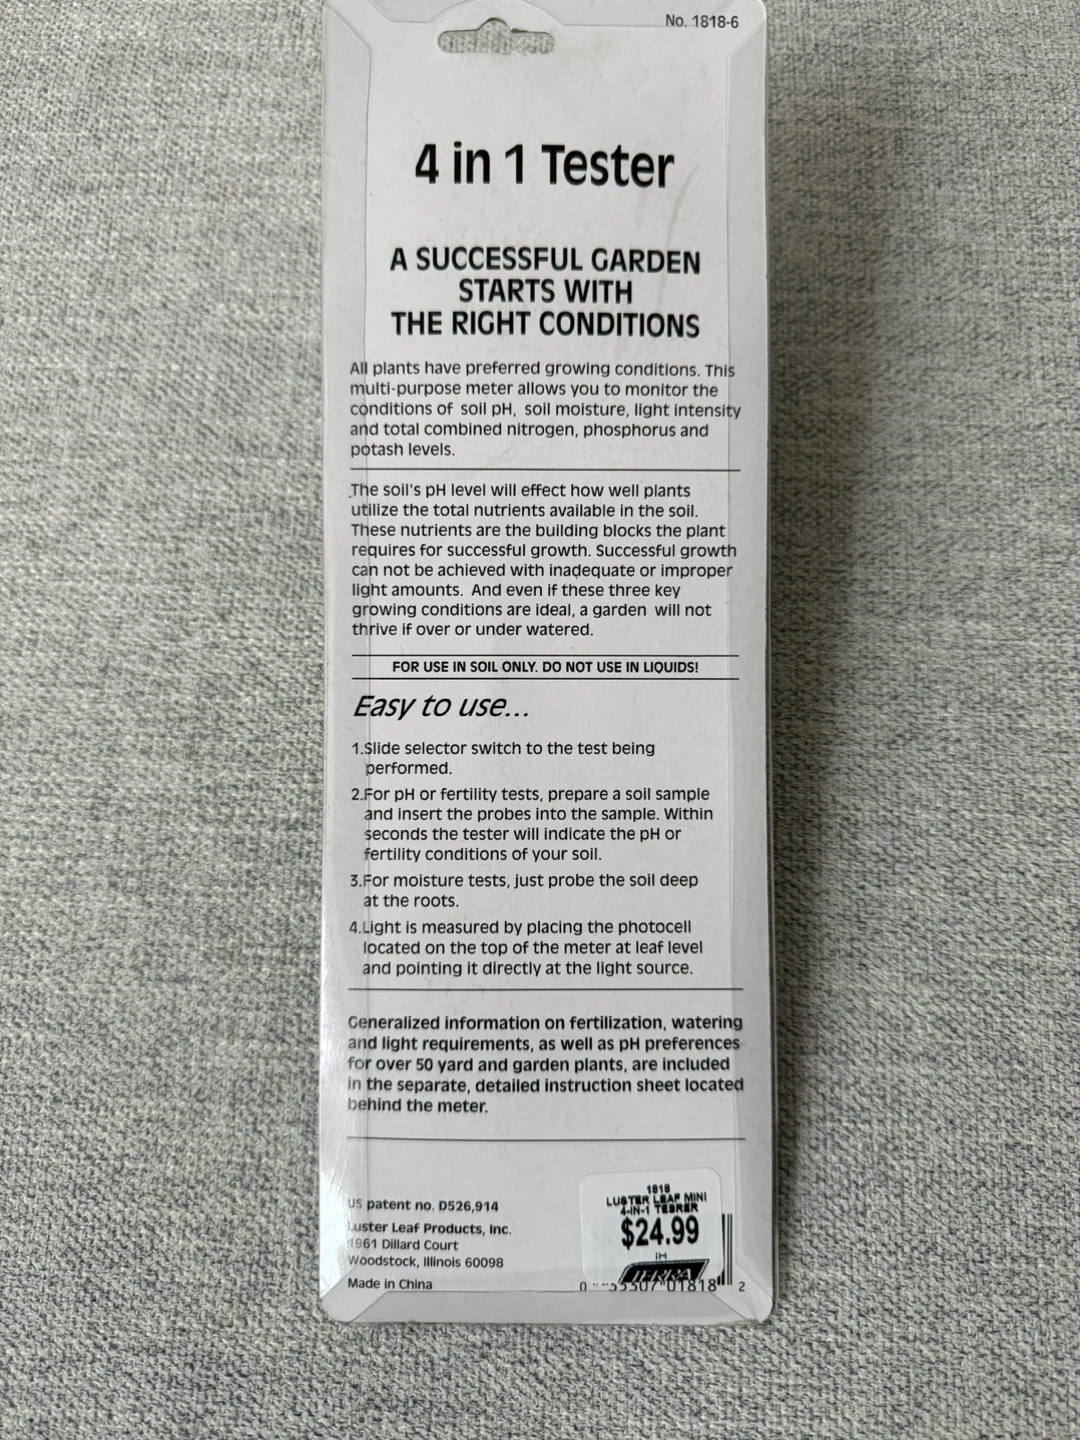 No. 1818-6
4 in 1 Tester
A SUCCESSFUL GARDEN
STARTS WITH
THE RIGHT CONDITIONS
All plants have preferred growing conditions. This
multi-purpose meter allows you to monitor the
conditions of soil pH, soil moisture, light intensity
and total combined nitrogen, phosphorus and
potash levels.
The soil's pH level will effect how well plants
utilize the total nutrients available in the soil.
These nutrients are the building blocks the plant
requires for successful growth. Successful growth
can not be achieved with inadequate or improper
light amounts. And even if these three key
growing conditions are ideal, a garden will not
thrive if over or under watered.
FOR USE IN SOIL ONLY. DO NOT USE IN LIQUIDS!
Easy to use...
1.Slide selector switch to the test being
performed.
2.For pH or fertility tests, prepare a soil sample
and insert the probes into the sample. Within
seconds the tester will indicate the pH or
fertility conditions of your soil.
3.For moisture tests, just probe the soil deep
at the roots.
4.Light is measured by placing the photocell
located on the top of the meter at leaf level
and pointing it directly at the light source.
Generalized information on fertilization, watering
and light requirements, as well as pH preferences
for over 50 yard and garden plants, are included
in the separate, detailed instruction sheet located
behind the meter.
US patent no. D526,914
Luster Leaf Products, Inc.
1961 Dillard Court
Woodstock, Illinois 60098
Made in China
1818
LUSTER LEAF MINI
4-IN-1 TESRER
$24.99
IH
TERRA
0 01818 2